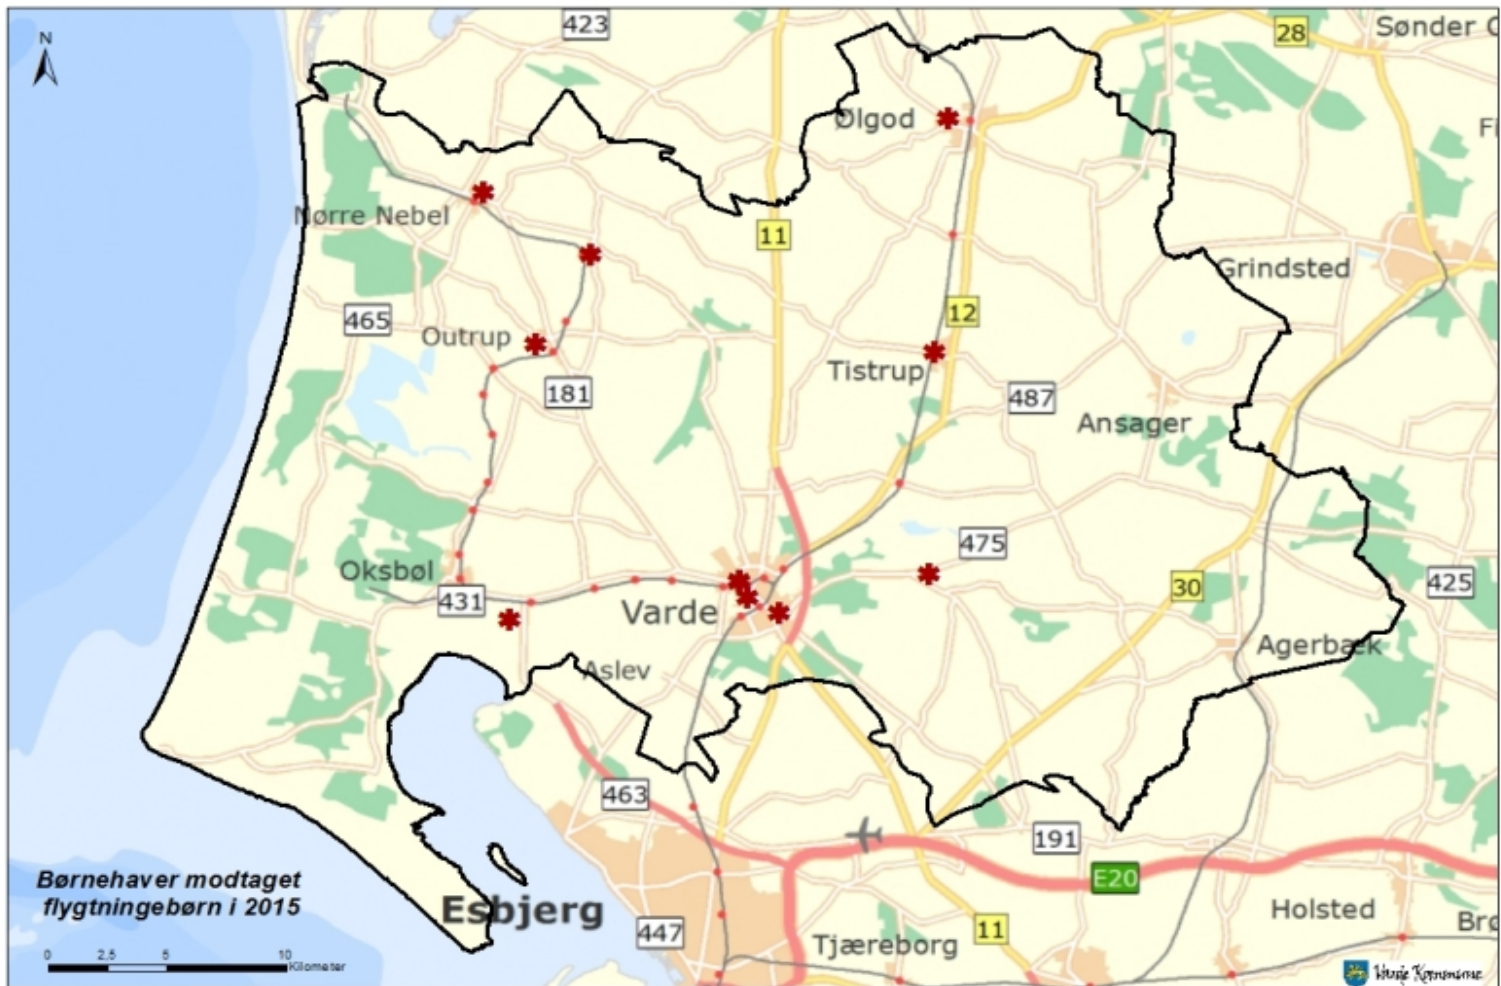 423
28
Sønder
N
Ølgod
Nørre Nebel
11
Grindsted
465
12
Outrup
181
Tistrup
487
Ansager
475
Oksbøl
431
Varde
30
425
Aslev
Agerbæk
463
191
E20
Børnehaver modtaget
flygtningebørn i 2015
Esbjerg
447
11
Tjæreborg
Holsted
0 2,5 5 10
Kilometer
Varde Kommune